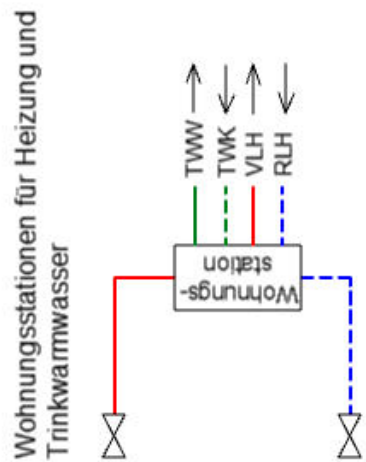 Wohnungsstationen für Heizung und
Trinkwarmwasser
TWW
TWK
VLH
RLH
Wohnungs-
station